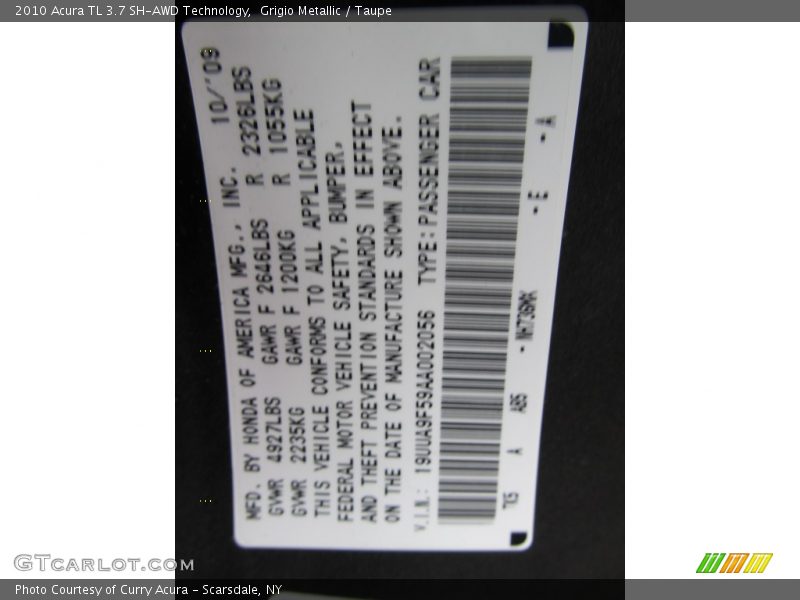 2010 Acura TL 3.7 SH-AWD Technology,  Grigio Metallic / Taupe
MFD. BY HONDA OF AMERICA MFG., INC. 10/'09
GVWR 4927LBS GAWR F 2646LBS R 2326LBS
GVWR 2235KG GAWR F 1200KG R 1055KG
THIS VEHICLE CONFORMS TO ALL APPLICABLE
FEDERAL MOTOR VEHICLE SAFETY, BUMPER,
AND THEFT PREVENTION STANDARDS IN EFFECT
ON THE DATE OF MANUFACTURE SHOWN ABOVE.
V.I.N.: 19UUA9F59AA002056 TYPE:PASSENGER CAR
TK5 A AB5 - NH736MK - E - A
GTCARLOT.COM
Photo Courtesy of Curry Acura - Scarsdale, NY